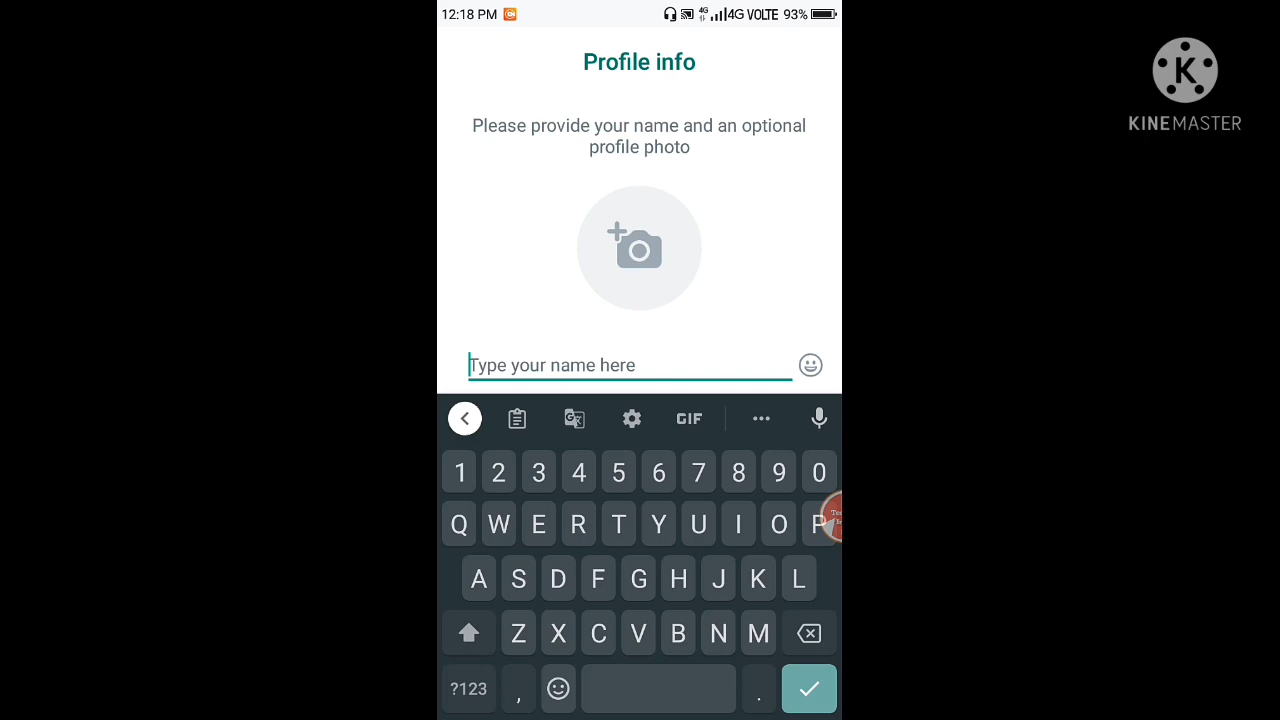 12:18 PM 4G 4G VOLTE 93%
Profile info
Please provide your name and an optional
profile photo
Type your name here
GIF
1 2 3 4 5 6 7 8 9 0
Q W E R T Y U I O P
A S D F G H J K L
Z X C V B N M
?123 , .
K
KINEMASTER